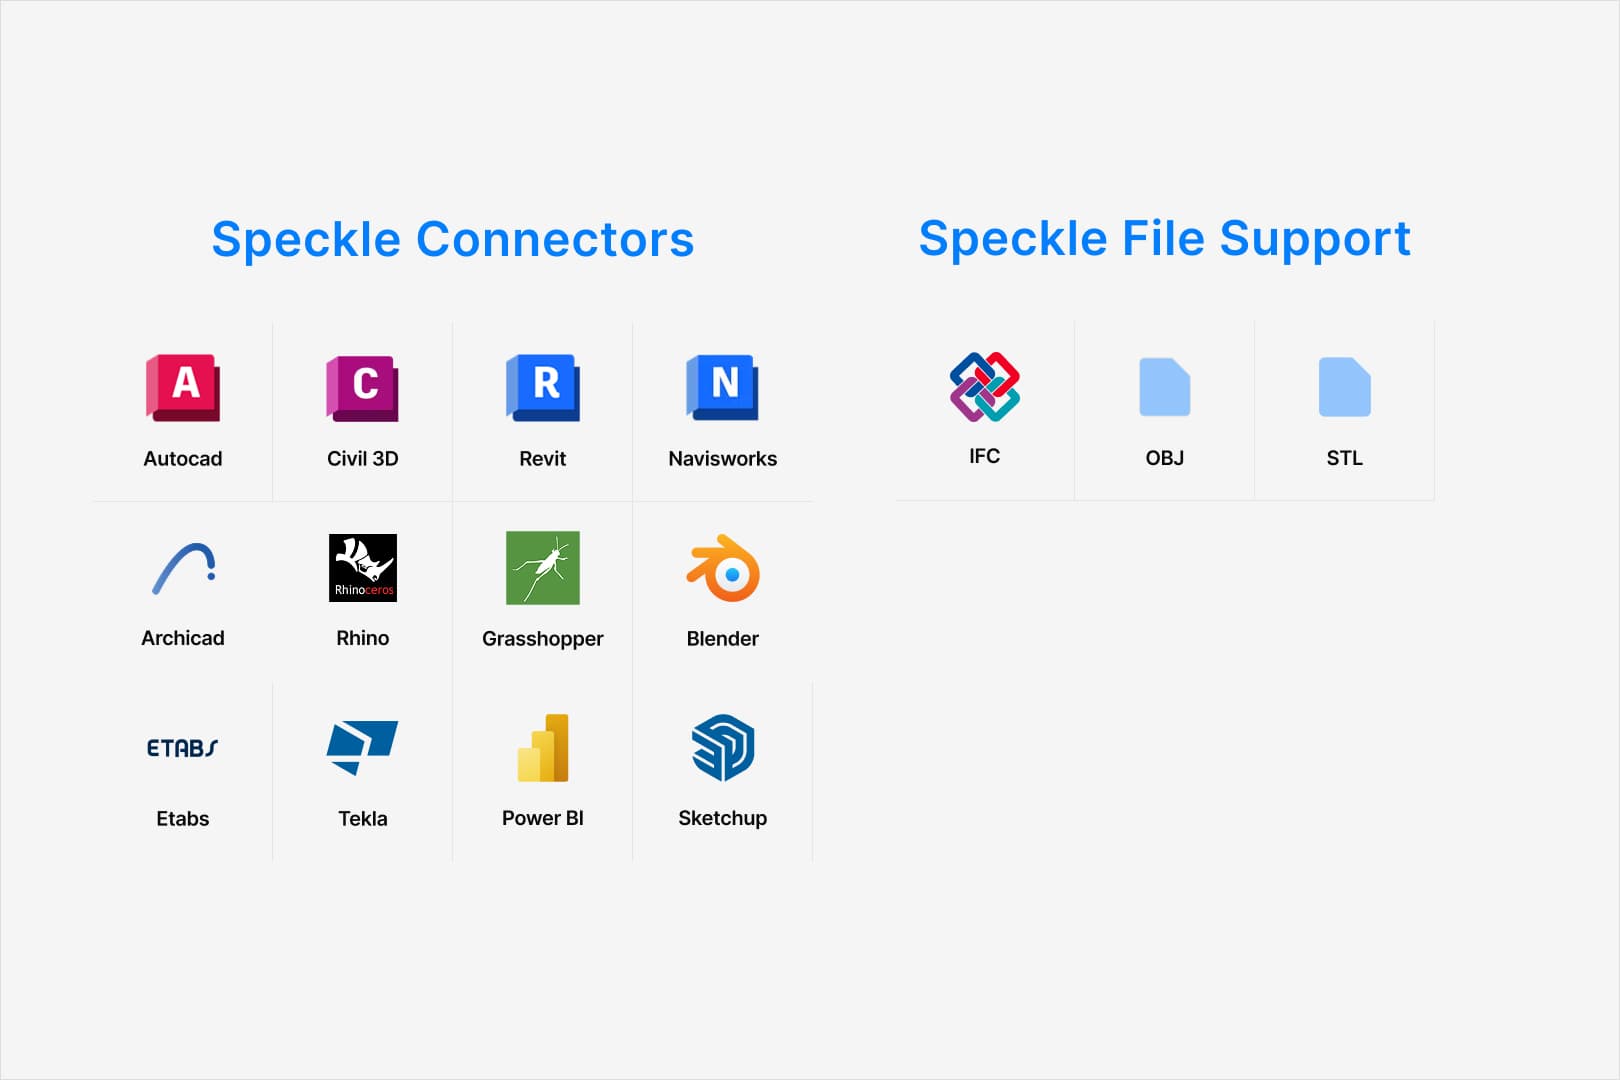 Speckle Connectors
Speckle File Support
A
C
R
N
Autocad
Civil 3D
Revit
Navisworks
IFC
OBJ
STL
Rhinoceros
Archicad
Rhino
Grasshopper
Blender
ETABS
Etabs
Tekla
Power BI
Sketchup